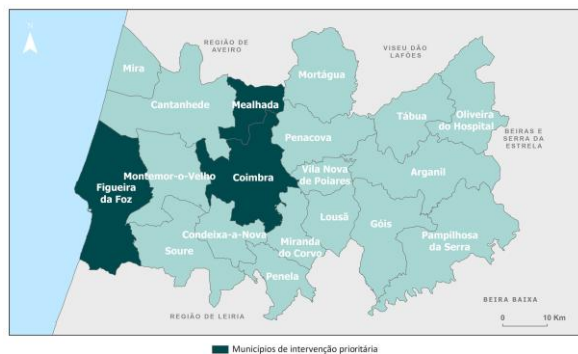 N
REGIÃO DE
AVEIRO
VISEU DÃO
LAFÕES
Mira
Mortágua
Cantanhede
Mealhada
Tábua
Oliveira
do Hospital
Penacova
BEIRAS E
SERRA DA
ESTRELA
Vila Nova
de Poiares
Arganil
Montemor-o-Velho
Coimbra
Figueira
da Foz
Lousã
Góis
Condeixa-a-Nova
Miranda
do Corvo
Pampilhosa
da Serra
Soure
Penela
BEIRA BAIXA
REGIÃO DE LEIRIA
0 10 Km
Municípios de intervenção prioritária